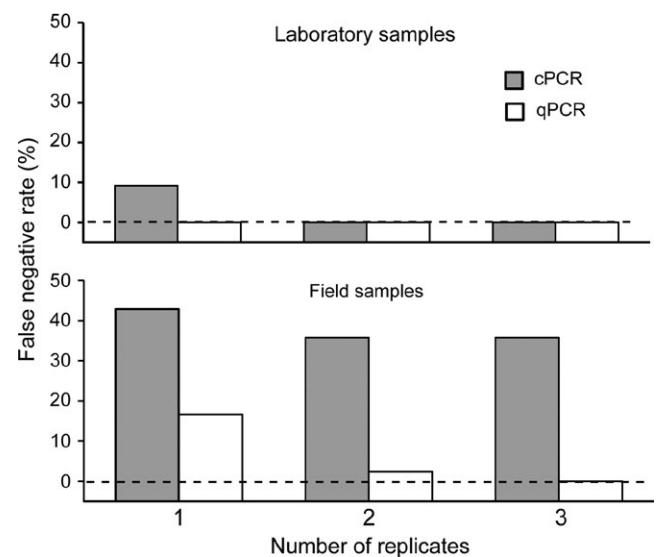 50
Laboratory samples
40
cPCR
30
qPCR
20
10
0
False negative rate (%)
50
Field samples
40
30
20
10
0
1 2 3
Number of replicates